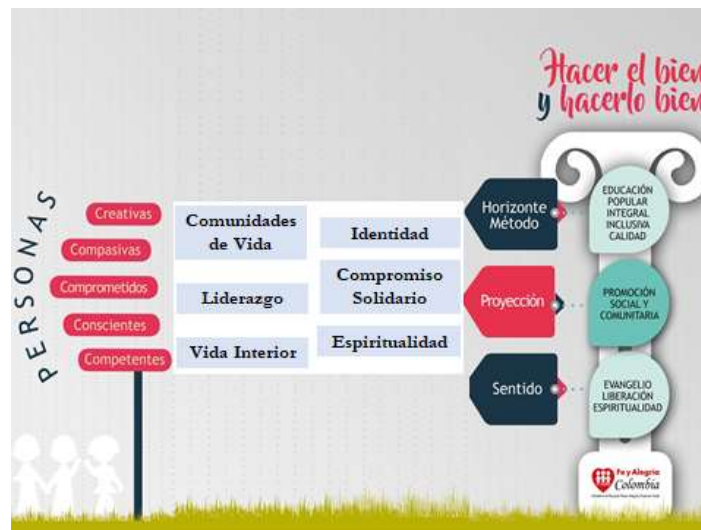 Hacer el bien
y hacerlo bien
PERSONAS
Creativas
Compasivas
Comprometidos
Conscientes
Competentes
Comunidades
de Vida
Liderazgo
Vida Interior
Identidad
Compromiso
Solidario
Espiritualidad
Horizonte
Método
Proyección
Sentido
EDUCACIÓN
POPULAR
INTEGRAL
INCLUSIVA
CALIDAD
PROMOCIÓN
SOCIAL Y
COMUNITARIA
EVANGELIO
LIBERACIÓN
ESPIRITUALIDAD
Fe y Alegría
Colombia